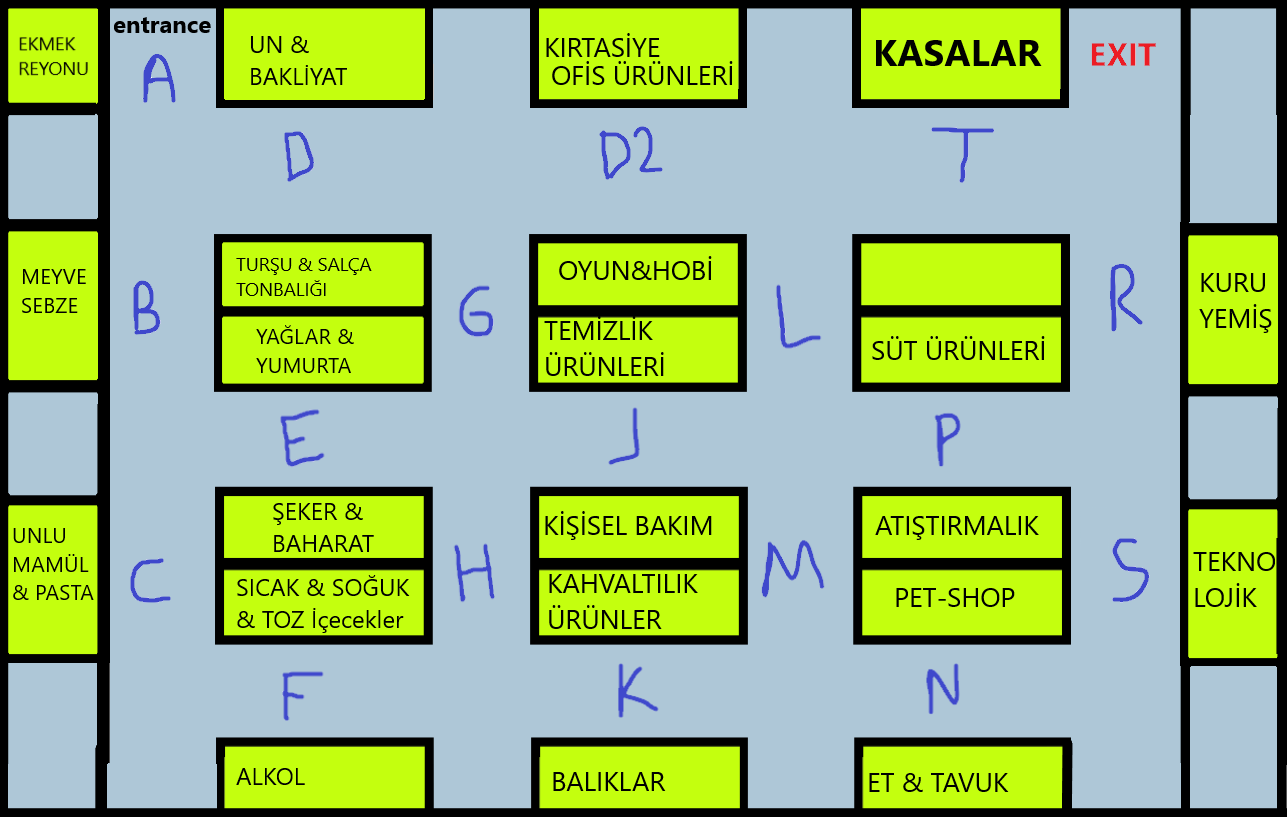 EKMEK
REYONU
entrance
A
UN &
BAKLİYAT
KIRTASİYE
OFİS ÜRÜNLERİ
KASALAR
EXIT
D
D2
T
MEYVE
SEBZE
B
TURŞU & SALÇA
TONBALIĞI
YAĞLAR &
YUMURTA
G
OYUN&HOBİ
TEMİZLİK
ÜRÜNLERİ
L
SÜT ÜRÜNLERİ
R
KURU
YEMİŞ
E
J
P
UNLU
MAMÜL
& PASTA
C
ŞEKER &
BAHARAT
SICAK & SOĞUK
& TOZ İçecekler
H
KİŞİSEL BAKIM
KAHVALTILIK
ÜRÜNLER
M
ATIŞTIRMALIK
PET-SHOP
S
TEKNO
LOJİK
F
K
N
ALKOL
BALIKLAR
ET & TAVUK